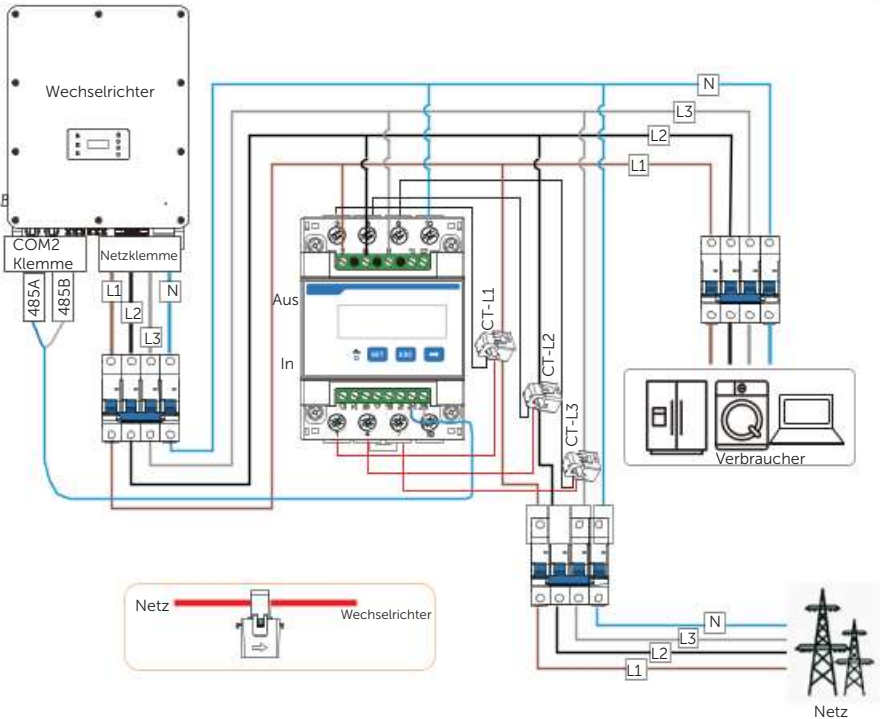 Wechselrichter
N
L3
L2
L1
COM2
Klemme
Netzklemme
485A
485B
L1
N
L2
L3
Aus
In
CT-L1
CT-L2
CT-L3
SET
ESC
Verbraucher
Netz
Wechselrichter
N
L3
L2
L1
Netz